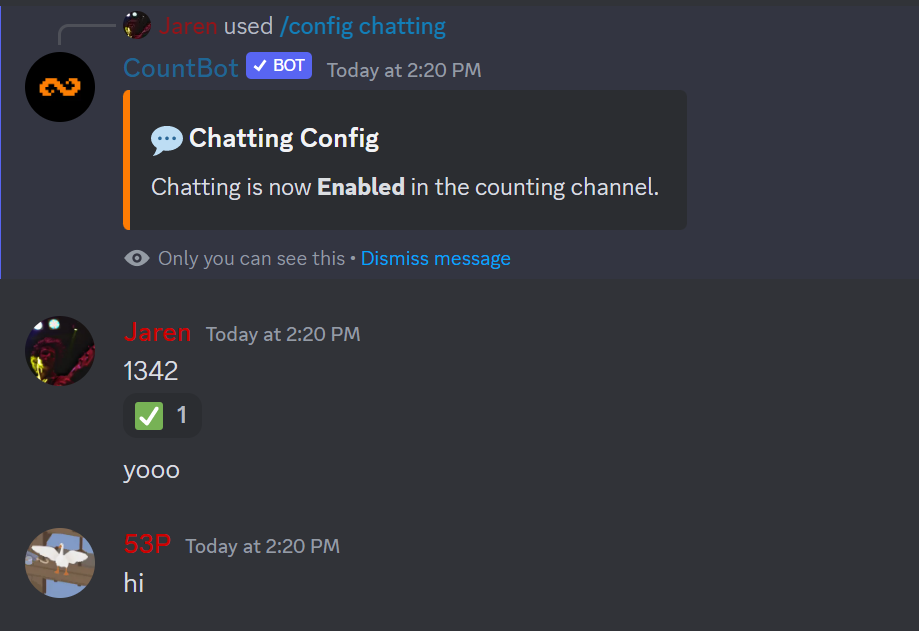 Jaren used /config chatting
CountBot ✓ BOT Today at 2:20 PM
💬 Chatting Config
Chatting is now Enabled in the counting channel.
Only you can see this • Dismiss message
Jaren Today at 2:20 PM
1342
✅ 1
yooo
53P Today at 2:20 PM
hi